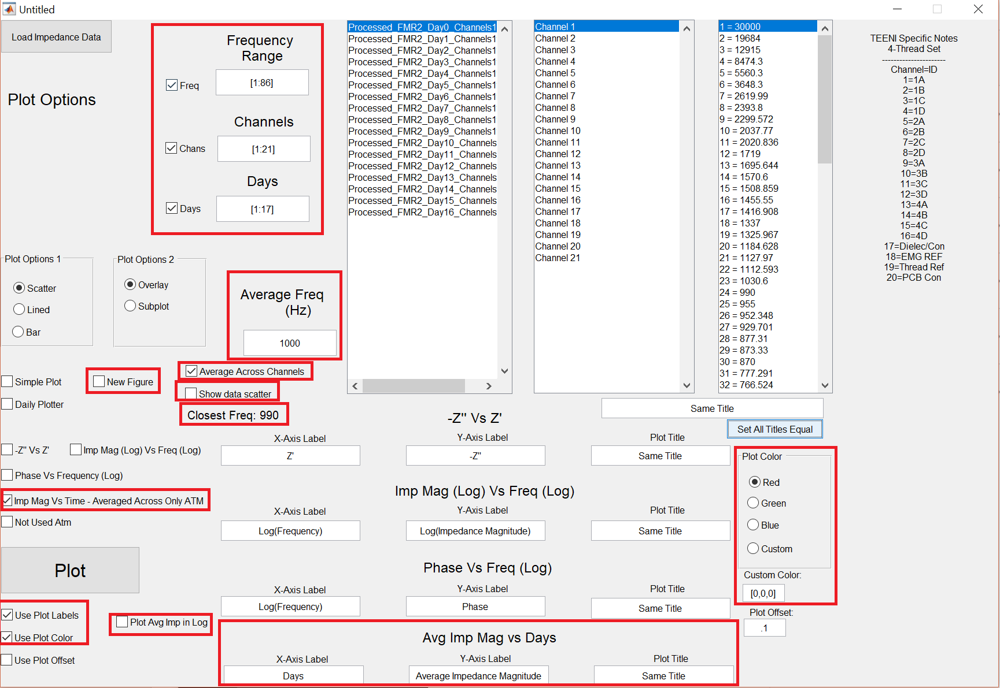 Untitled
Load Impedance Data
Plot Options
Frequency
Range
Freq
[1:86]
Channels
Chans
[1:21]
Days
Days
[1:17]
Processed_FMR2_Day0_Channels1
Processed_FMR2_Day1_Channels1
Processed_FMR2_Day2_Channels1
Processed_FMR2_Day3_Channels1
Processed_FMR2_Day4_Channels1
Processed_FMR2_Day5_Channels1
Processed_FMR2_Day6_Channels1
Processed_FMR2_Day7_Channels1
Processed_FMR2_Day8_Channels1
Processed_FMR2_Day9_Channels1
Processed_FMR2_Day10_Channels
Processed_FMR2_Day11_Channels
Processed_FMR2_Day12_Channels
Processed_FMR2_Day13_Channels
Processed_FMR2_Day14_Channels
Processed_FMR2_Day15_Channels
Processed_FMR2_Day16_Channels
Channel 1
Channel 2
Channel 3
Channel 4
Channel 5
Channel 6
Channel 7
Channel 8
Channel 9
Channel 10
Channel 11
Channel 12
Channel 13
Channel 14
Channel 15
Channel 16
Channel 17
Channel 18
Channel 19
Channel 20
Channel 21
1 = 30000
2 = 19684
3 = 12915
4 = 8474.3
5 = 5560.3
6 = 3648.3
7 = 2619.99
8 = 2393.8
9 = 2299.572
10 = 2037.77
11 = 2020.836
12 = 1719
13 = 1695.644
14 = 1570.6
15 = 1508.859
16 = 1455.55
17 = 1416.908
18 = 1337
19 = 1325.967
20 = 1184.628
21 = 1127.97
22 = 1112.593
23 = 1030.6
24 = 990
25 = 955
26 = 952.348
27 = 929.701
28 = 877.31
29 = 873.33
30 = 870
31 = 777.291
32 = 766.524
TEENI Specific Notes
4-Thread Set
----------------------
Channel=ID
1=1A
2=1B
3=1C
4=1D
5=2A
6=2B
7=2C
8=2D
9=3A
10=3B
11=3C
12=3D
13=4A
14=4B
15=4C
16=4D
17=Dielec/Con
18=EMG REF
19=Thread Ref
20=PCB Con
Plot Options 1
Scatter
Lined
Bar
Plot Options 2
Overlay
Subplot
Average Freq
(Hz)
1000
Simple Plot
New Figure
Average Across Channels
Show data scatter
Daily Plotter
Closest Freq: 990
-Z'' Vs Z'
Imp Mag (Log) Vs Freq (Log)
Phase Vs Frequency (Log)
Imp Mag Vs Time - Averaged Across Only ATM
Not Used Atm
Plot
Use Plot Labels
Use Plot Color
Use Plot Offset
Plot Avg Imp in Log
Same Title
Set All Titles Equal
-Z'' Vs Z'
X-Axis Label
Y-Axis Label
Plot Title
Z'
-Z''
Same Title
Imp Mag (Log) Vs Freq (Log)
X-Axis Label
Y-Axis Label
Plot Title
Log(Frequency)
Log(Impedance Magnitude)
Same Title
Phase Vs Freq (Log)
X-Axis Label
Y-Axis Label
Plot Title
Log(Frequency)
Phase
Same Title
Avg Imp Mag vs Days
X-Axis Label
Y-Axis Label
Plot Title
Days
Average Impedance Magnitude
Same Title
Plot Color
Red
Green
Blue
Custom
Custom Color:
[0,0,0]
Plot Offset:
.1